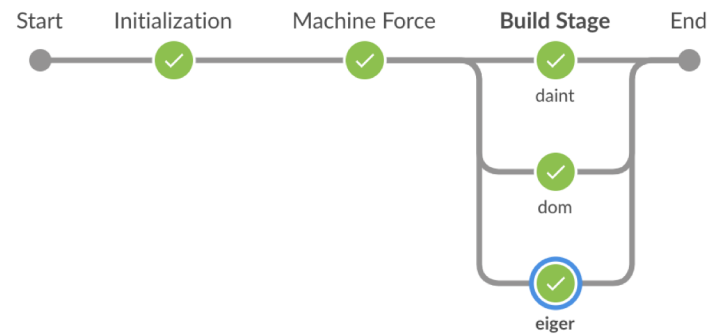 Start Initialization Machine Force Build Stage End
daint
dom
eiger